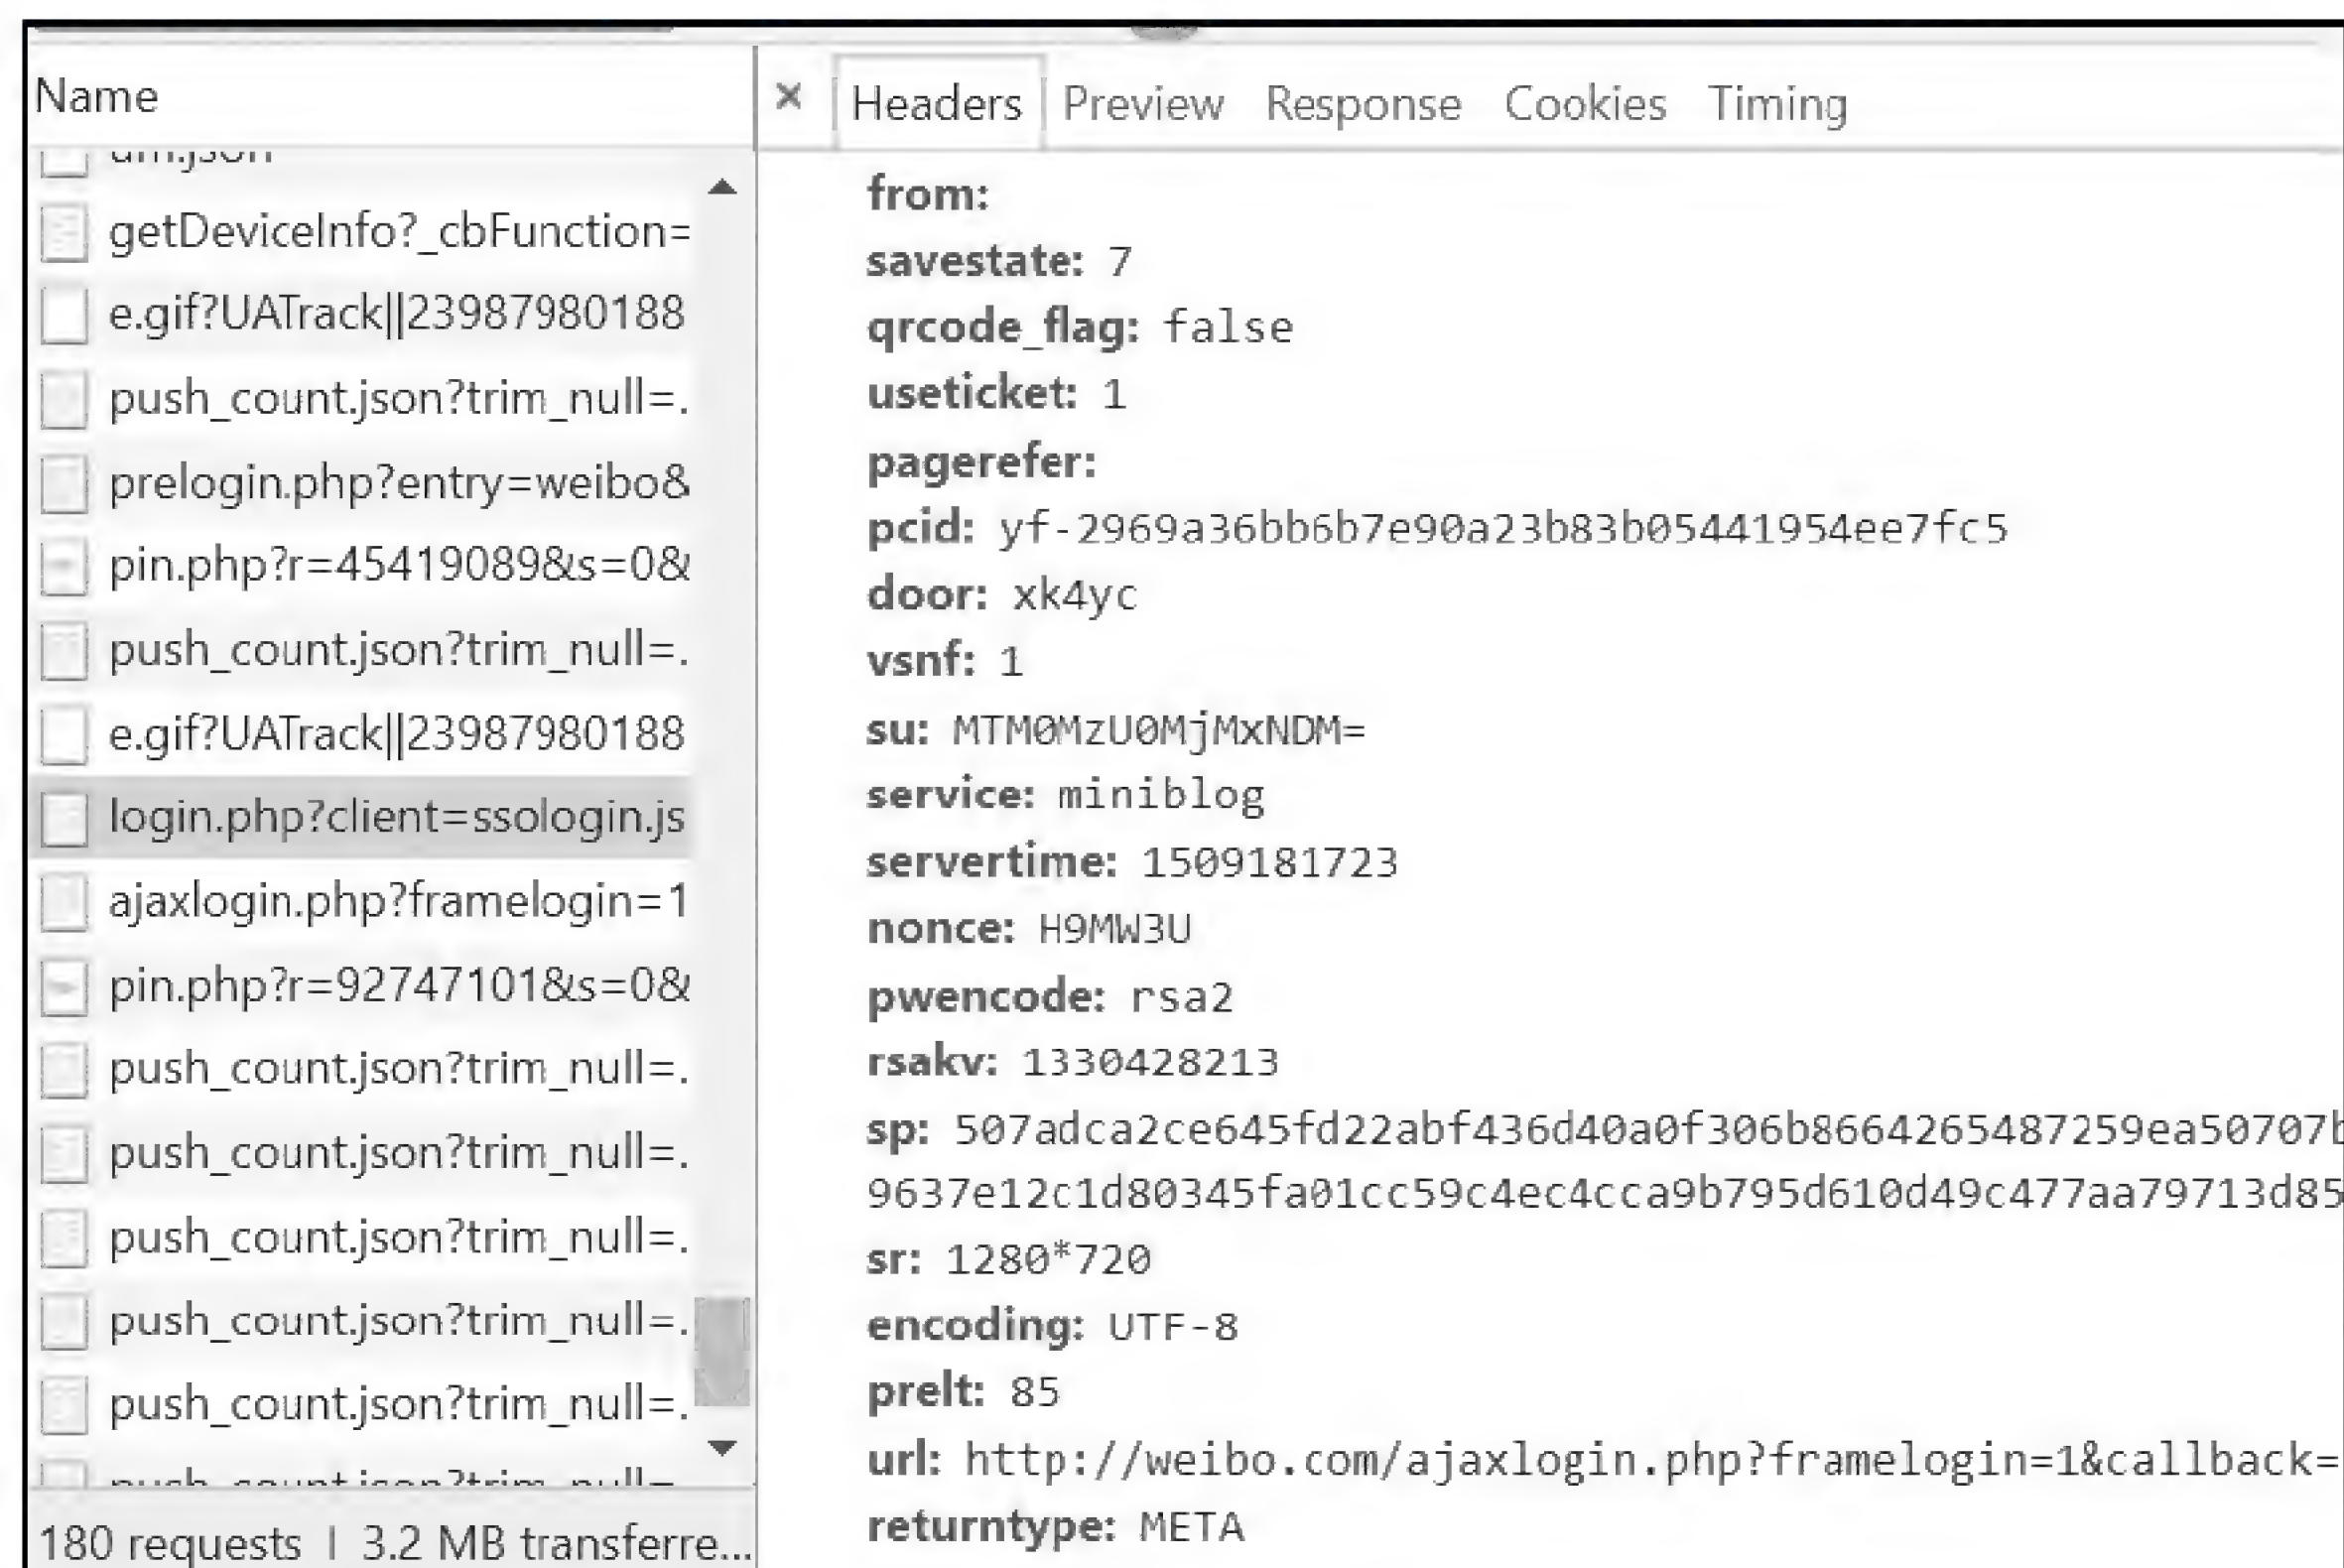 Name
getDeviceInfo?_cbFunction=
e.gif?UATrack||23987980188
push_count.json?trim_null=.
prelogin.php?entry=weibo&
pin.php?r=45419089&s=0&
push_count.json?trim_null=.
e.gif?UATrack||23987980188
login.php?client=ssologin.js
ajaxlogin.php?framelogin=1
pin.php?r=92747101&s=0&
push_count.json?trim_null=.
push_count.json?trim_null=.
push_count.json?trim_null=.
push_count.json?trim_null=.
push_count.json?trim_null=.
180 requests | 3.2 MB transferre...
× Headers Preview Response Cookies Timing
from:
savestate: 7
qrcode_flag: false
useticket: 1
pagerefer:
pcid: yf-2969a36bb6b7e90a23b83b05441954ee7fc5
door: xk4yc
vsnf: 1
su: MTM0MzU0MjMxNDM=
service: miniblog
servertime: 1509181723
nonce: H9MW3U
pwencode: rsa2
rsakv: 1330428213
sp: 507adca2ce645fd22abf436d40a0f306b8664265487259ea50707b
9637e12c1d80345fa01cc59c4ec4cca9b795d610d49c477aa79713d85
sr: 1280*720
encoding: UTF-8
prelt: 85
url: http://weibo.com/ajaxlogin.php?framelogin=1&callback=
returntype: META